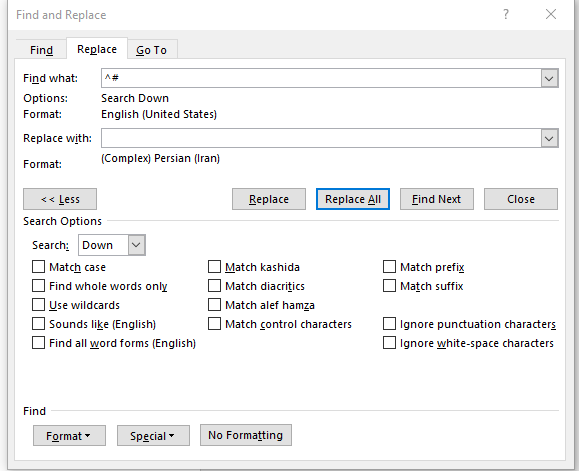 Find and Replace
? ×
Find Replace Go To
Find what: ^#
Options: Search Down
Format: English (United States)
Replace with:
Format: (Complex) Persian (Iran)
<< Less Replace Replace All Find Next Close
Search Options
Search: Down
Match case Match kashida Match prefix
Find whole words only Match diacritics Match suffix
Use wildcards Match alef hamza
Sounds like (English) Match control characters Ignore punctuation characters
Find all word forms (English) Ignore white-space characters
Find
Format Special No Formatting